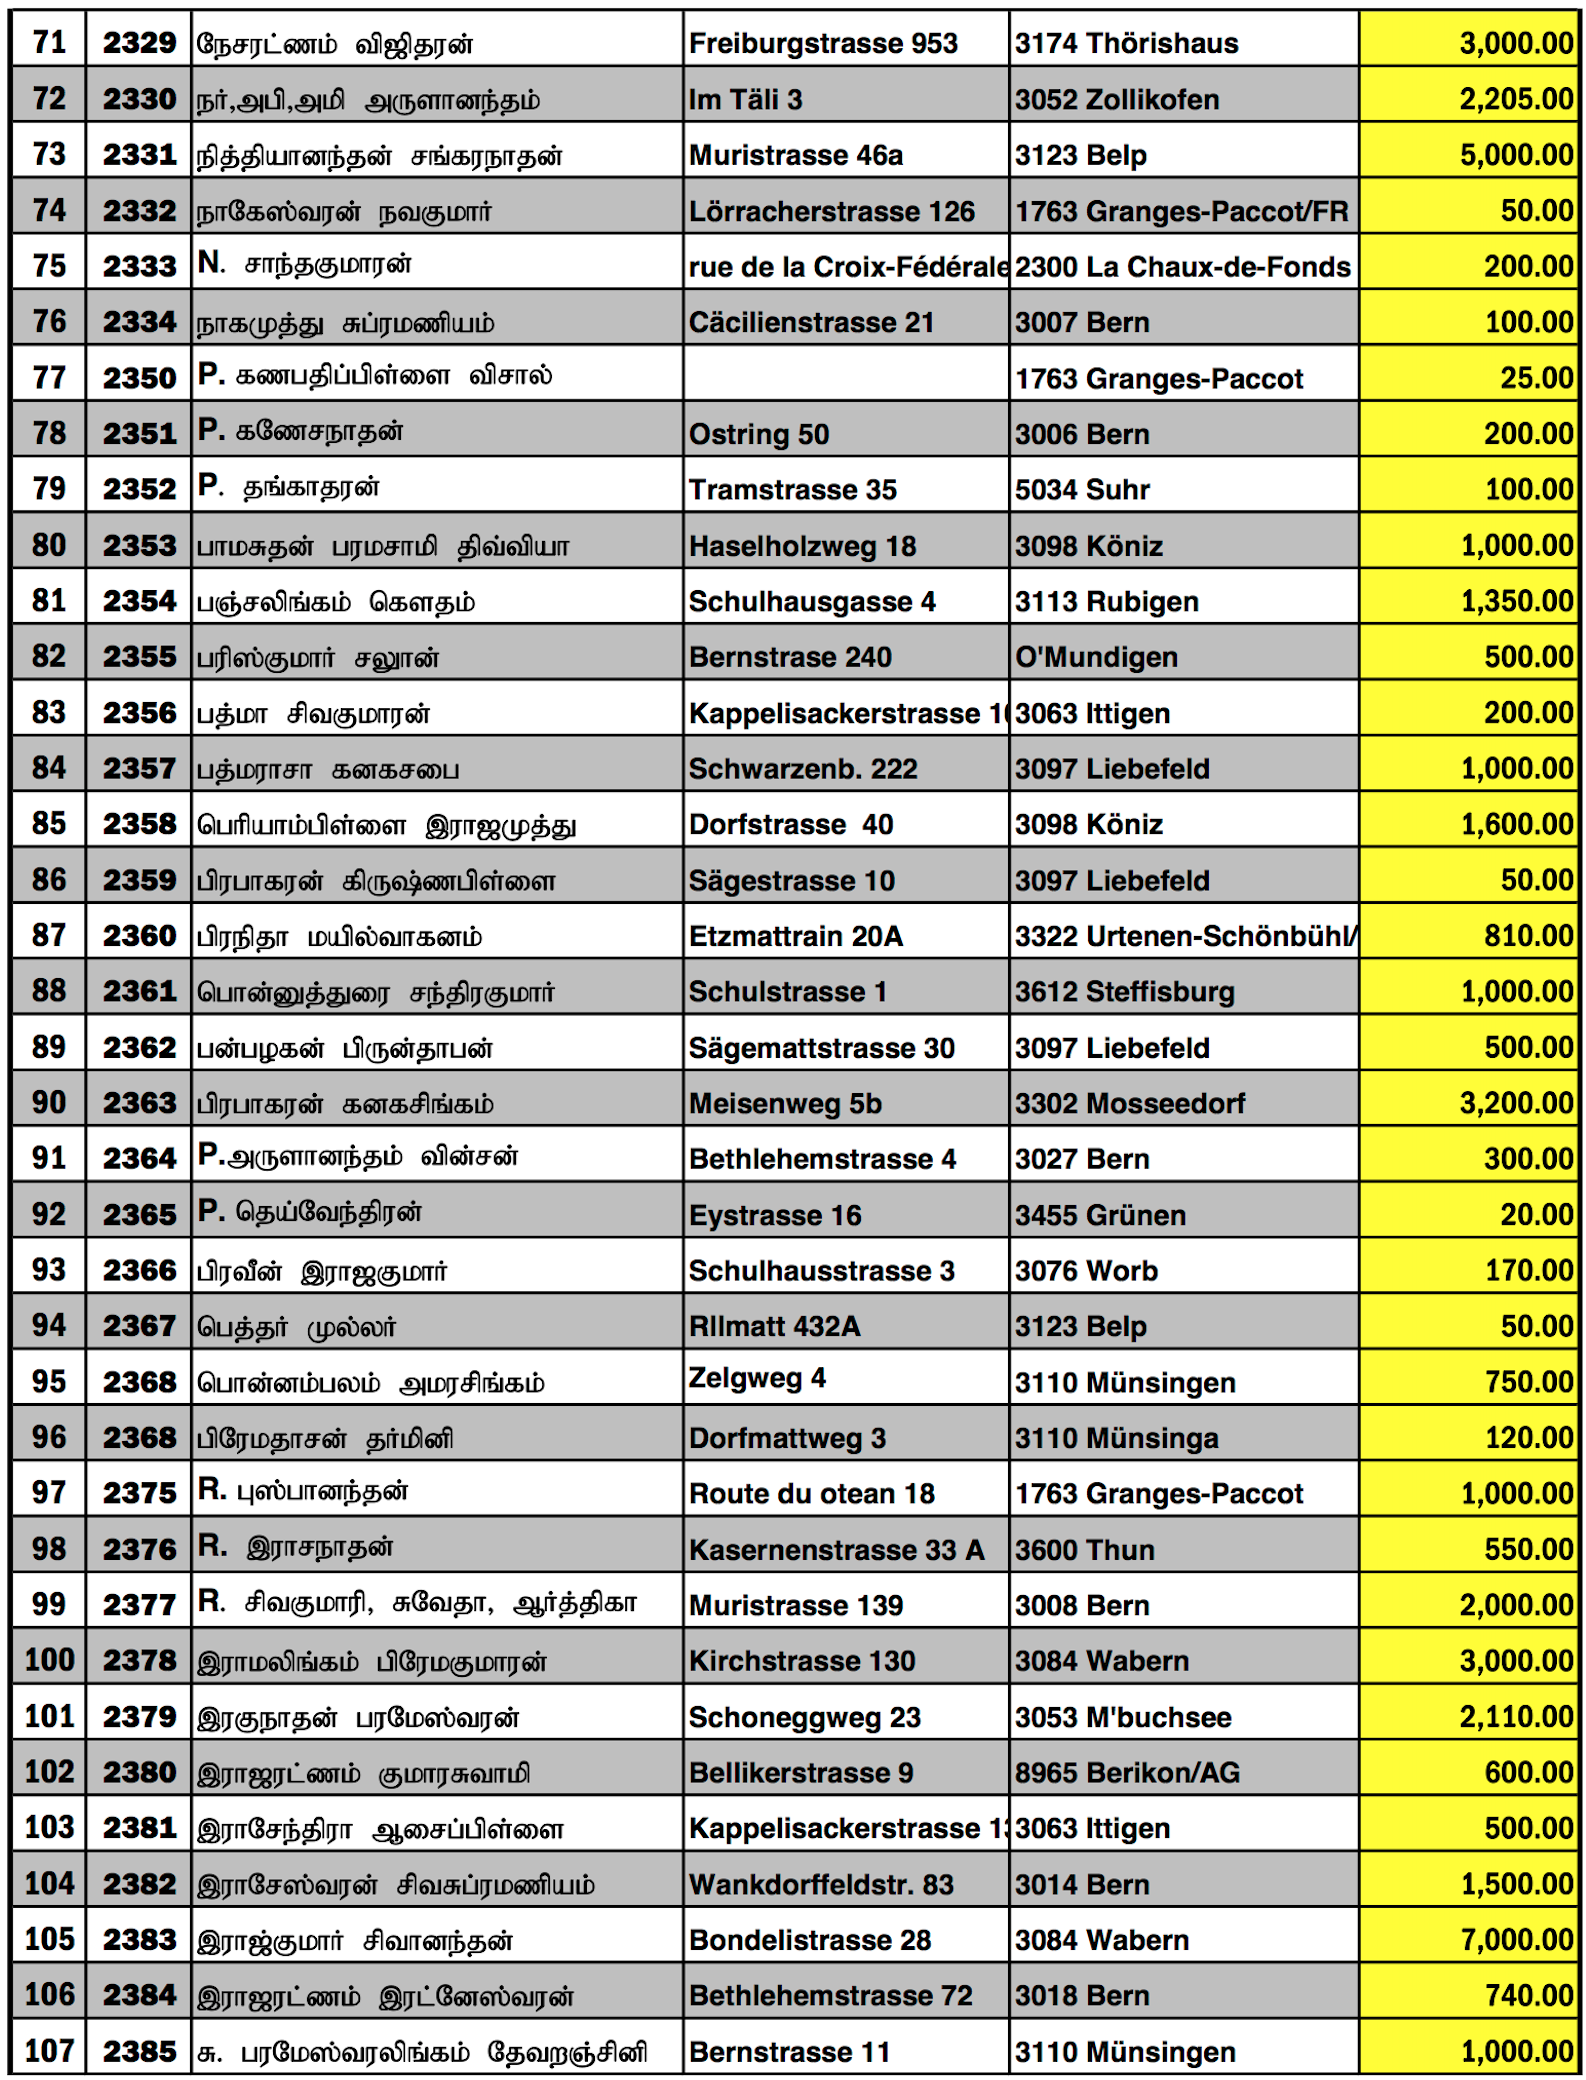 71 2329 நேசரட்ணம் விஜிதரன் Freiburgstrasse 953 3174 Thörishaus 3,000.00
72 2330 நர்,அபி,அமி அருளானந்தம் Im Täli 3 3052 Zollikofen 2,205.00
73 2331 நித்தியானந்தன் சங்கரநாதன் Muristrasse 46a 3123 Belp 5,000.00
74 2332 நாகேஸ்வரன் நவகுமார் Lörracherstrasse 126 1763 Granges-Paccot/FR 50.00
75 2333 N. சாந்தகுமாரன் rue de la Croix-Fédérale 2300 La Chaux-de-Fonds 200.00
76 2334 நாகமுத்து சுப்ரமணியம் Cäcilienstrasse 21 3007 Bern 100.00
77 2350 P. கணபதிப்பிள்ளை விசால் 1763 Granges-Paccot 25.00
78 2351 P. கணேசநாதன் Ostring 50 3006 Bern 200.00
79 2352 P. தங்காதரன் Tramstrasse 35 5034 Suhr 100.00
80 2353 பாமசுதன் பரமசாமி திவ்வியா Haselholzweg 18 3098 Köniz 1,000.00
81 2354 பஞ்சலிங்கம் கௌதம் Schulhausgasse 4 3113 Rubigen 1,350.00
82 2355 பரிஸ்குமார் சலுான் Bernstrase 240 O'Mundigen 500.00
83 2356 பத்மா சிவகுமாரன் Kappelisackerstrasse 3063 Ittigen 200.00
84 2357 பத்மராசா கனகசபை Schwarzenb. 222 3097 Liebefeld 1,000.00
85 2358 பெரியாம்பிள்ளை இராஜமுத்து Dorfstrasse 40 3098 Köniz 1,600.00
86 2359 பிரபாகரன் கிருஷ்ணபிள்ளை Sägestrasse 10 3097 Liebefeld 50.00
87 2360 பிரநிதா மயில்வாகனம் Etzmattrain 20A 3322 Urtenen-Schönbühl/ 810.00
88 2361 பொன்னுத்துரை சந்திரகுமார் Schulstrasse 1 3612 Steffisburg 1,000.00
89 2362 பன்பழகன் பிருன்தாபன் Sägemattstrasse 30 3097 Liebefeld 500.00
90 2363 பிரபாகரன் கனகசிங்கம் Meisenweg 5b 3302 Mosseedorf 3,200.00
91 2364 P.அருளானந்தம் வின்சன் Bethlehemstrasse 4 3027 Bern 300.00
92 2365 P. தெய்வேந்திரன் Eystrasse 16 3455 Grünen 20.00
93 2366 பிரவீன் இராஜகுமார் Schulhausstrasse 3 3076 Worb 170.00
94 2367 பெத்தர் முல்லர் Rllmatt 432A 3123 Belp 50.00
95 2368 பொன்னம்பலம் அமரசிங்கம் Zelgweg 4 3110 Münsingen 750.00
96 2368 பிரேமதாசன் தர்மினி Dorfmattweg 3 3110 Münsinga 120.00
97 2375 R. புஸ்பானந்தன் Route du otean 18 1763 Granges-Paccot 1,000.00
98 2376 R. இராசநாதன் Kasernenstrasse 33 A 3600 Thun 550.00
99 2377 R. சிவகுமாரி, சுவேதா, ஆர்த்திகா Muristrasse 139 3008 Bern 2,000.00
100 2378 இராமலிங்கம் பிரேமகுமாரன் Kirchstrasse 130 3084 Wabern 3,000.00
101 2379 இரகுநாதன் பரமேஸ்வரன் Schoneggweg 23 3053 M'buchsee 2,110.00
102 2380 இராஜரட்ணம் குமாரசுவாமி Bellikerstrasse 9 8965 Berikon/AG 600.00
103 2381 இராசேந்திரா ஆசைப்பிள்ளை Kappelisackerstrasse 3063 Ittigen 500.00
104 2382 இராசேஸ்வரன் சிவசுப்ரமணியம் Wankdorffeldstr. 83 3014 Bern 1,500.00
105 2383 இராஜ்குமார் சிவானந்தன் Bondelistrasse 28 3084 Wabern 7,000.00
106 2384 இராஜரட்ணம் இரட்னேஸ்வரன் Bethlehemstrasse 72 3018 Bern 740.00
107 2385 சு. பரமேஸ்வரலிங்கம் தேவறஞ்சினி Bernstrasse 11 3110 Münsingen 1,000.00